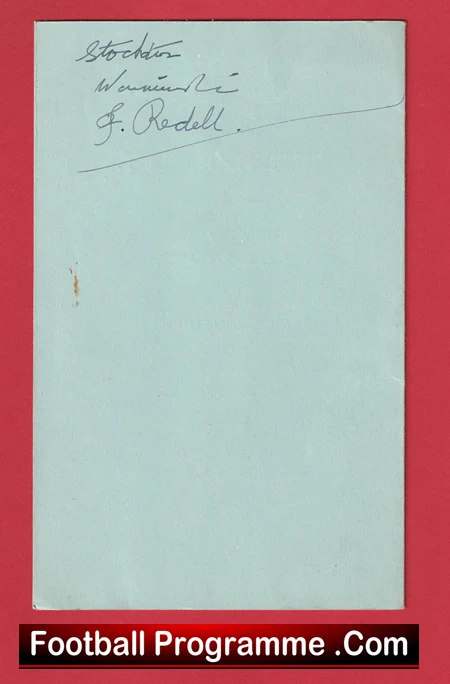 Stockton
F. Redell.
Football Programme .Com